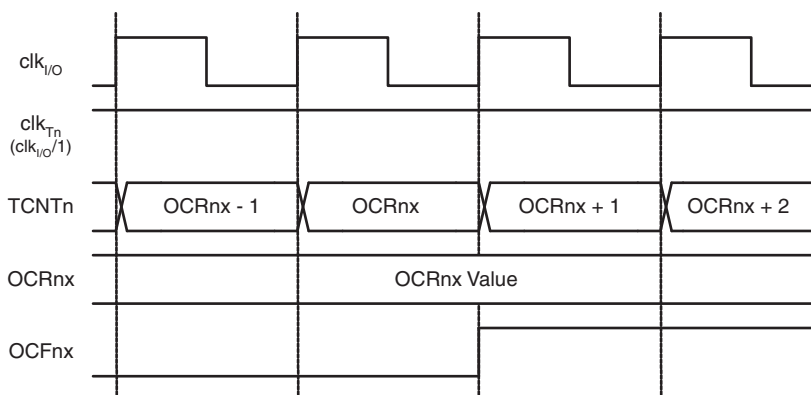 clkI/O
clkTn
(clkI/O/1)
TCNTn
OCRnx - 1
OCRnx
OCRnx + 1
OCRnx + 2
OCRnx
OCRnx Value
OCFnx